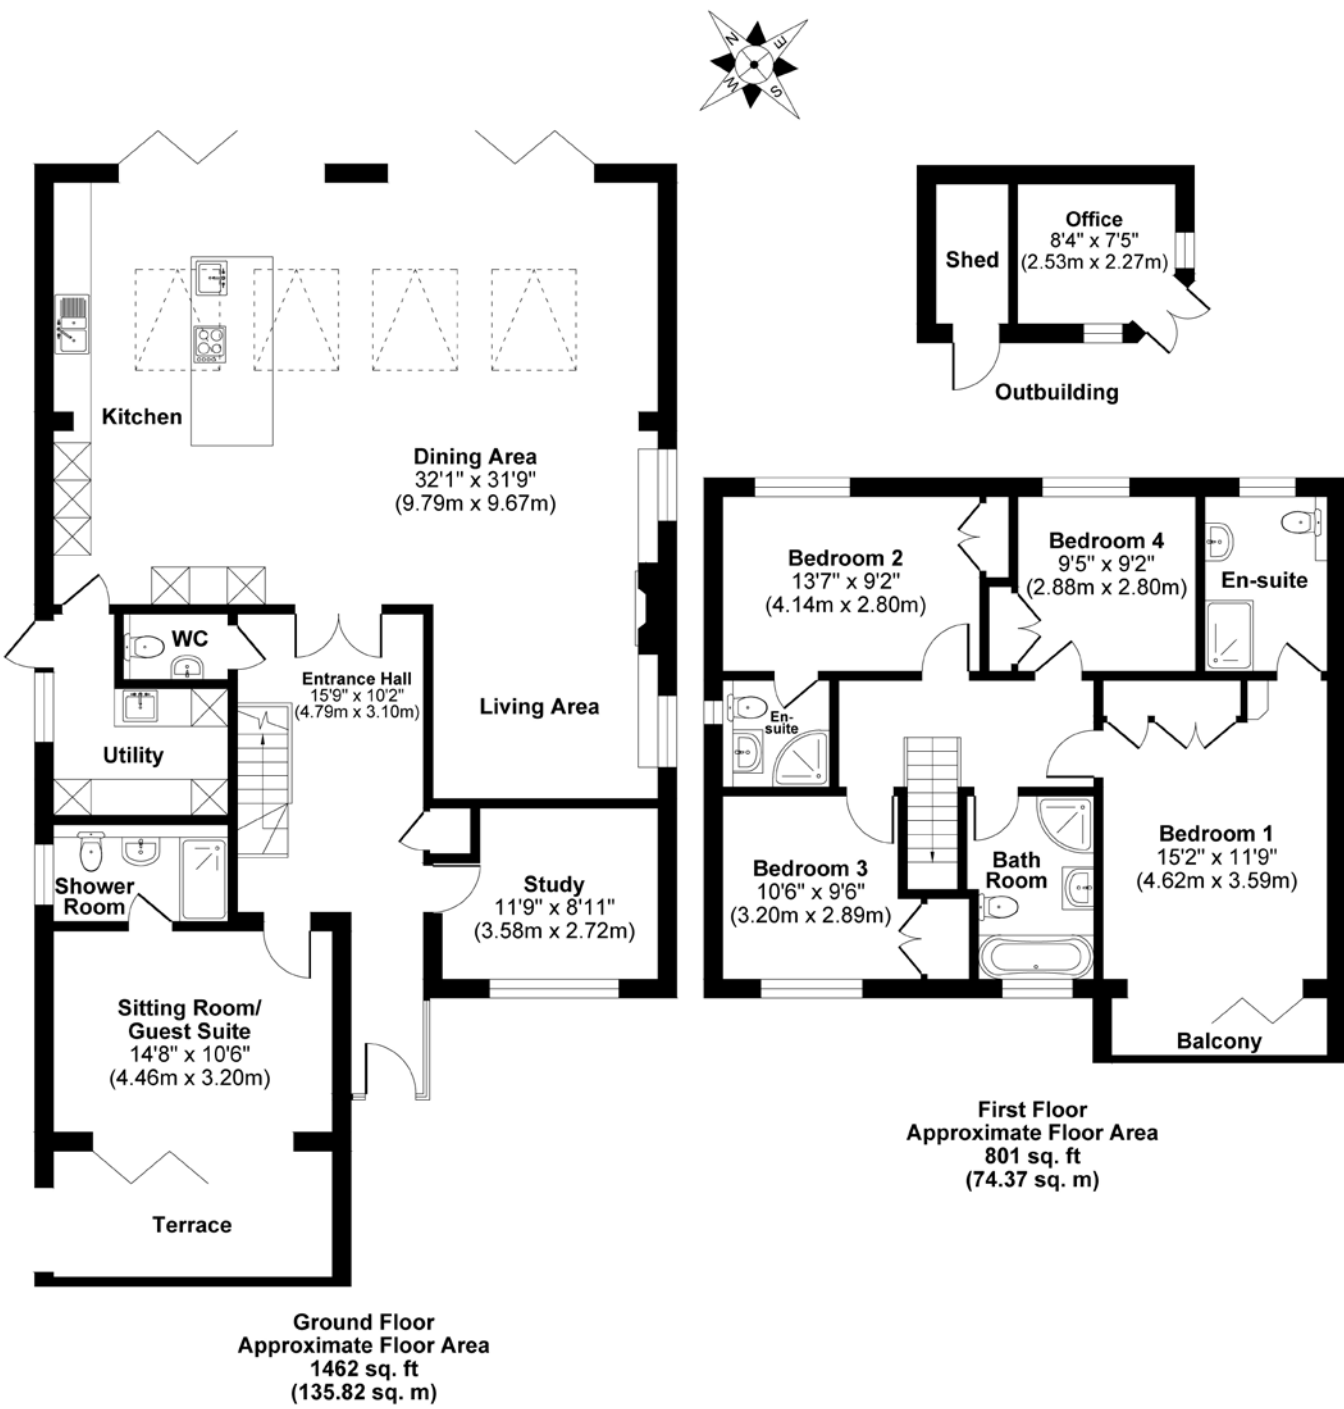 N
E
W
S
Kitchen
Dining Area
32'1" x 31'9"
(9.79m x 9.67m)
WC
Entrance Hall
15'9" x 10'2"
(4.79m x 3.10m)
Living Area
Utility
Shower
Room
Study
11'9" x 8'11"
(3.58m x 2.72m)
Sitting Room/
Guest Suite
14'8" x 10'6"
(4.46m x 3.20m)
Terrace
Ground Floor
Approximate Floor Area
1462 sq. ft
(135.82 sq. m)
Shed
Office
8'4" x 7'5"
(2.53m x 2.27m)
Outbuilding
Bedroom 2
13'7" x 9'2"
(4.14m x 2.80m)
Bedroom 4
9'5" x 9'2"
(2.88m x 2.80m)
En-suite
En-
suite
Bedroom 3
10'6" x 9'6"
(3.20m x 2.89m)
Bath
Room
Bedroom 1
15'2" x 11'9"
(4.62m x 3.59m)
Balcony
First Floor
Approximate Floor Area
801 sq. ft
(74.37 sq. m)